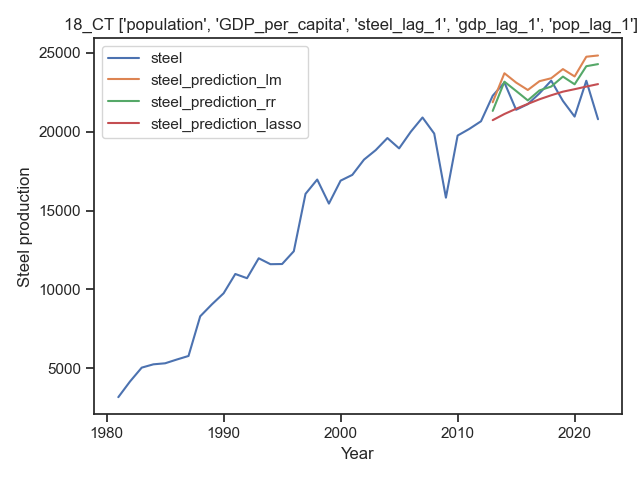 18_CT ['population', 'GDP_per_capita', 'steel_lag_1', 'gdp_lag_1', 'pop_lag_1']
steel
steel_prediction_lm
steel_prediction_rr
steel_prediction_lasso
25000
20000
15000
10000
5000
Steel production
1980
1990
2000
2010
2020
Year